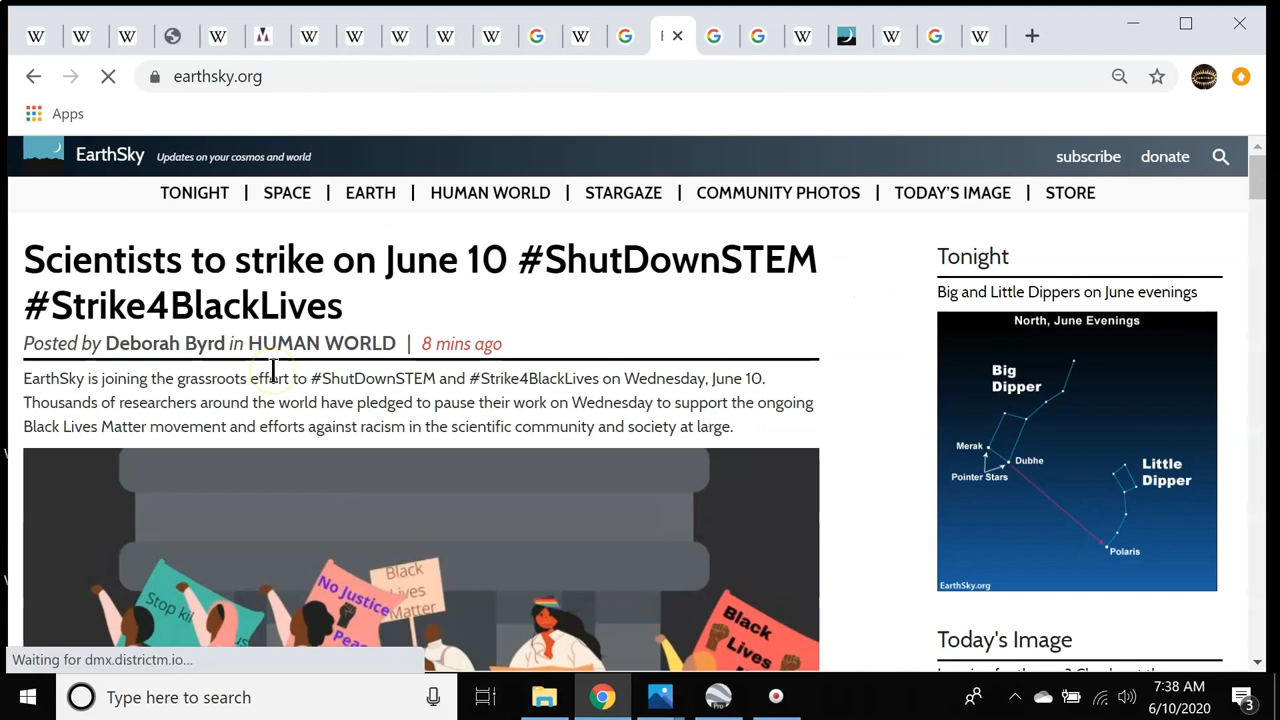 earthsky.org
Apps
EarthSky Updates on your cosmos and world
subscribe donate
TONIGHT | SPACE | EARTH | HUMAN WORLD | STARGAZE | COMMUNITY PHOTOS | TODAY'S IMAGE | STORE
Scientists to strike on June 10 #ShutDownSTEM
#Strike4BlackLives
Posted by Deborah Byrd in HUMAN WORLD | 8 mins ago
EarthSky is joining the grassroots effort to #ShutDownSTEM and #Strike4BlackLives on Wednesday, June 10.
Thousands of researchers around the world have pledged to pause their work on Wednesday to support the ongoing
Black Lives Matter movement and efforts against racism in the scientific community and society at large.
Stop
No Justice
Black
Lives
Matter
Black
Lives
Tonight
Big and Little Dippers on June evenings
North, June Evenings
Big
Dipper
Merak
Dubhe
Pointer Stars
Little
Dipper
Polaris
EarthSky.org
Today's Image
Waiting for dmx.districtm.io...
Type here to search
Pro
7:38 AM
6/10/2020
3